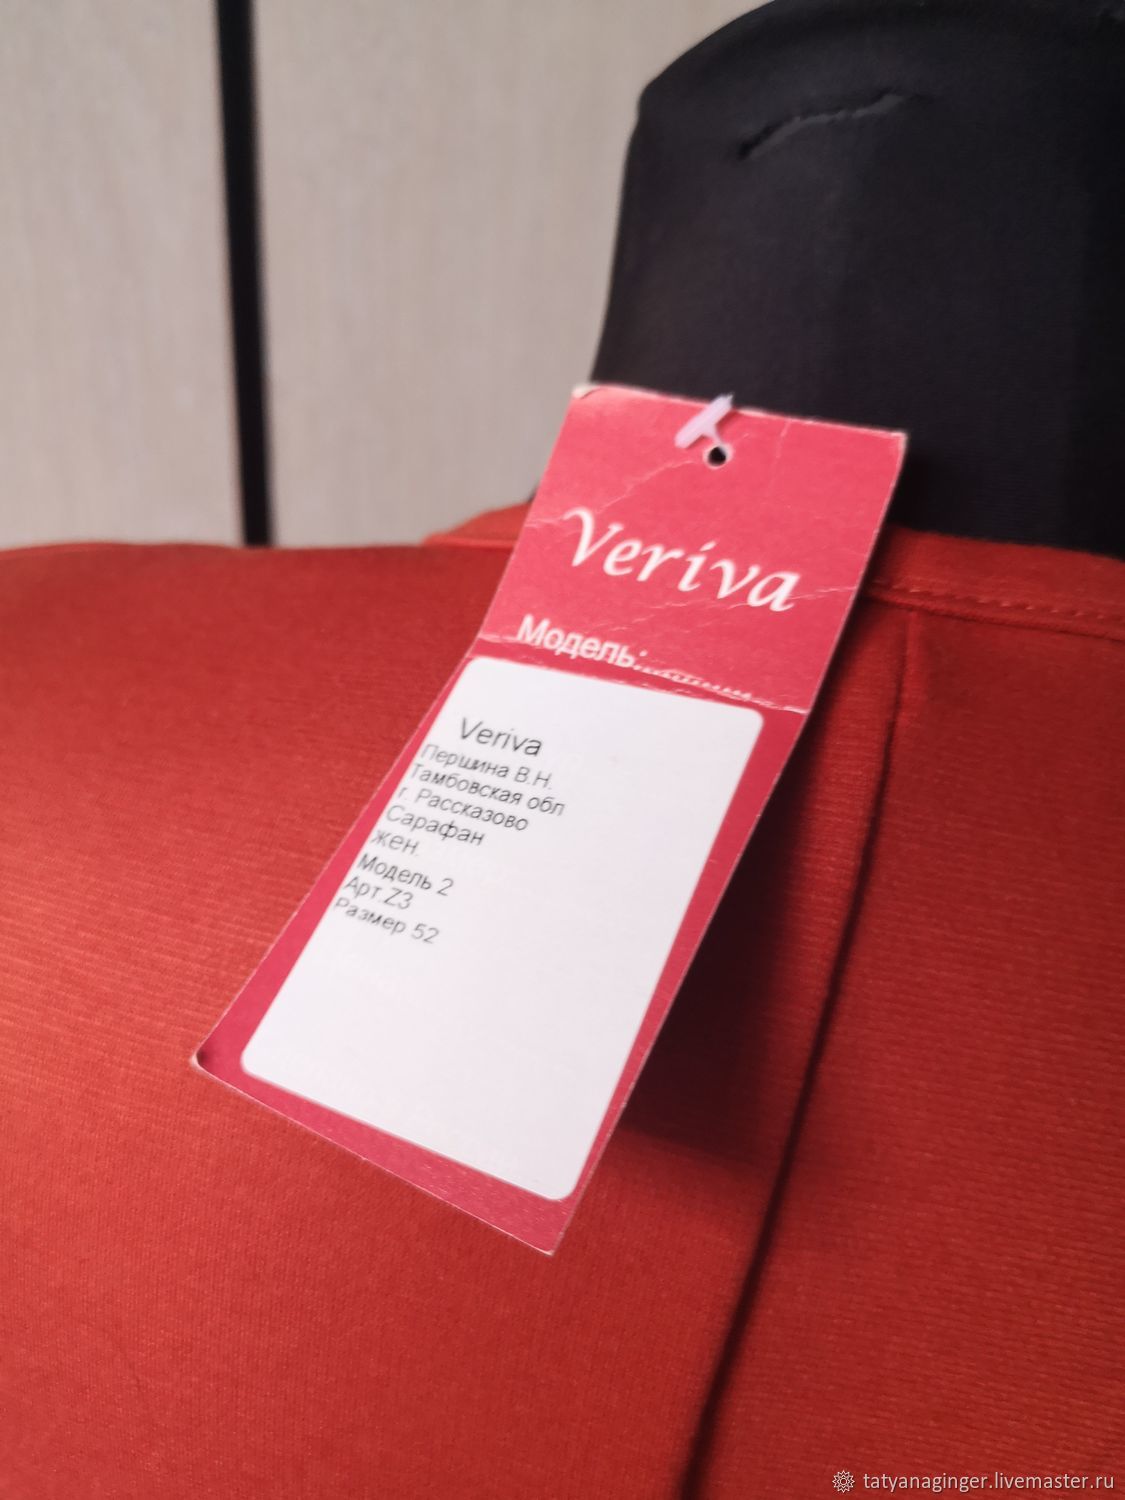 Veriva
Модель:............
Veriva
Першина В.Н.
Тамбовская обл
г. Рассказово
Сарафан
жен.
Модель 2
Арт.Z3
Размер 52
tatyanaginger.livemaster.ru